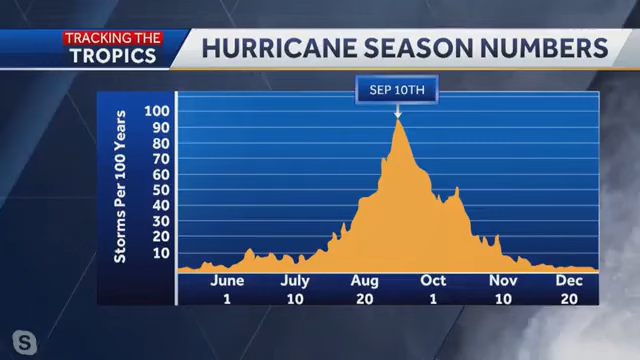 TRACKING THE
TROPICS
HURRICANE SEASON NUMBERS
SEP 10TH
Storms Per 100 Years
100
90
80
70
60
50
40
30
20
10
June July Aug Oct Nov Dec
1 10 20 1 10 20
S